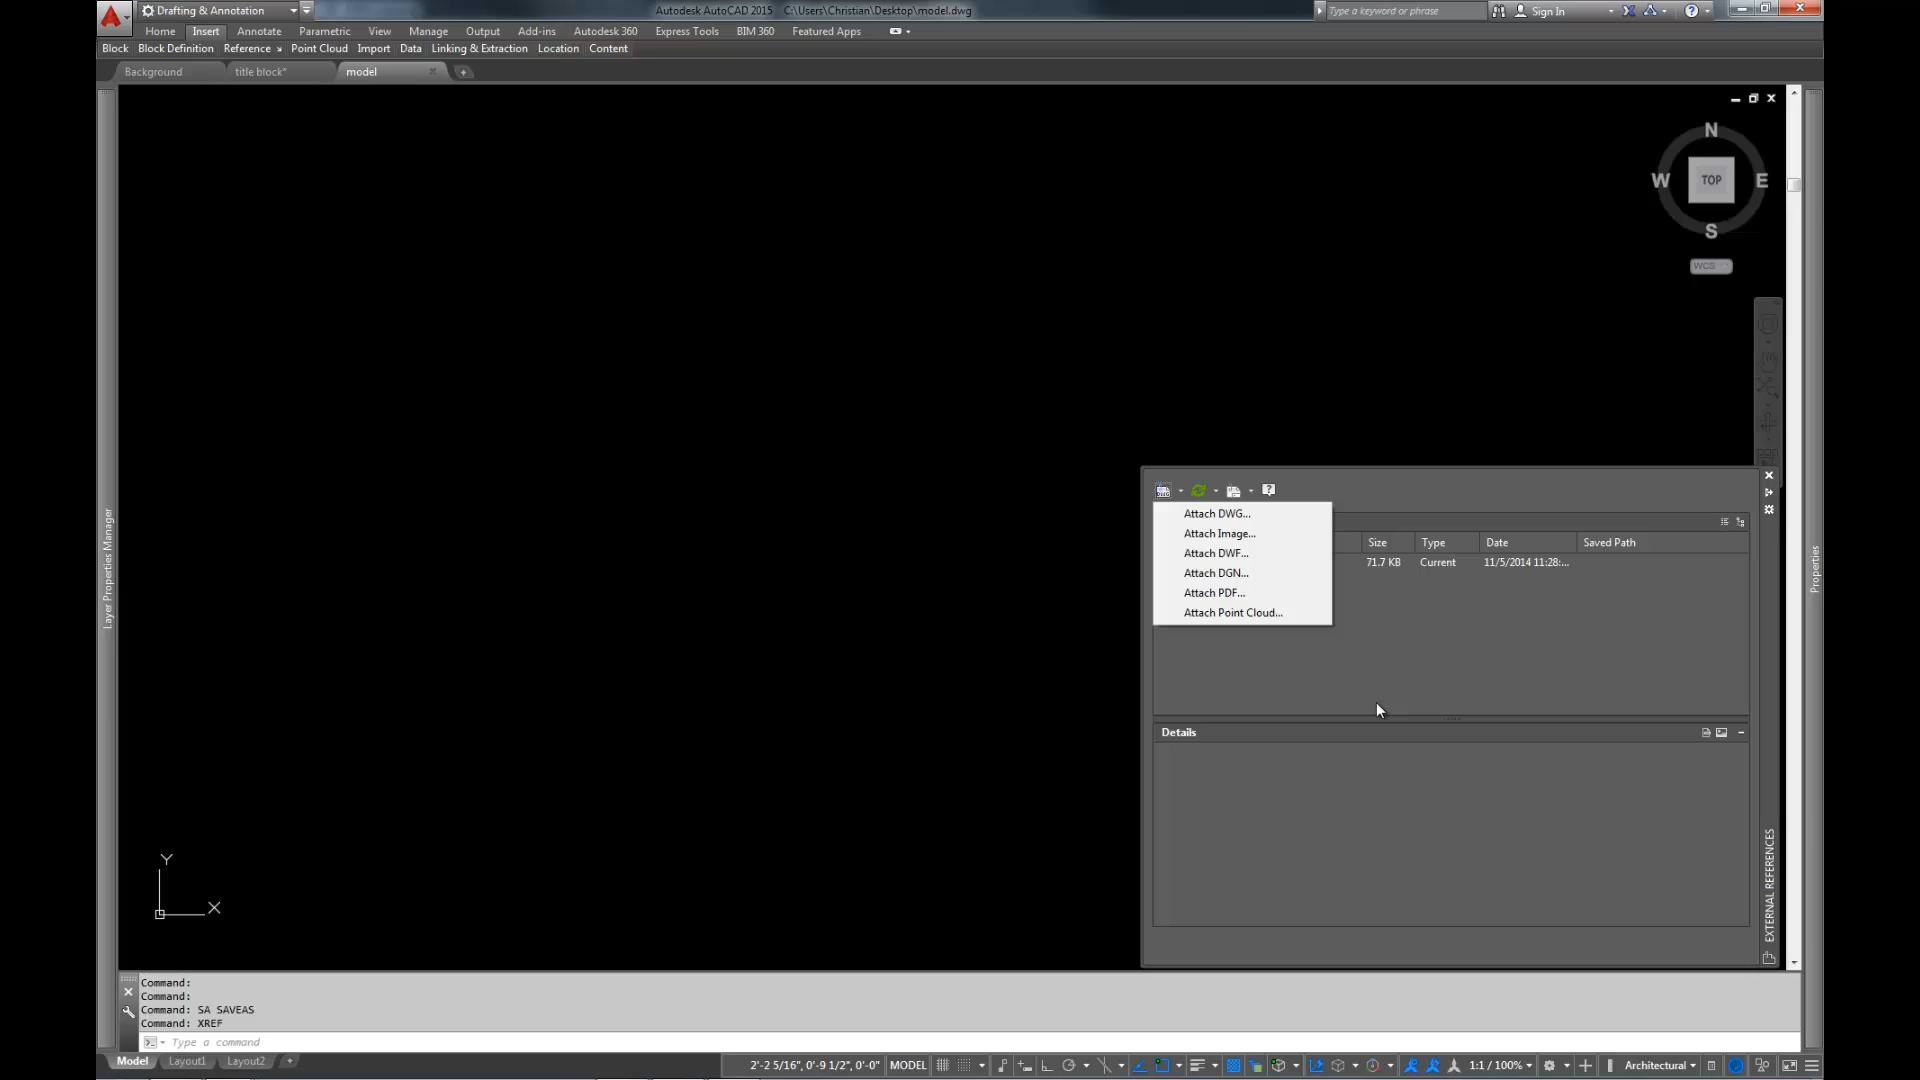 Drafting & Annotation
Autodesk AutoCAD 2015 C:\Users\Christian\Desktop\model.dwg
Type a keyword or phrase
Sign In
Home Insert Annotate Parametric View Manage Output Add-ins Autodesk 360 Express Tools BIM 360 Featured Apps
Block Block Definition Reference Point Cloud Import Data Linking & Extraction Location Content
Background title block* model
N
W TOP E
S
WCS
Layer Properties Manager
Properties
Attach DWG...
Attach Image...
Attach DWF...
Attach DGN...
Attach PDF...
Attach Point Cloud...
Size Type Date Saved Path
71.7 KB Current 11/5/2014 11:28:...
Details
EXTERNAL REFERENCES
Y
X
Command:
Command:
Command: SA SAVEAS
Command: XREF
Type a command
Model Layout1 Layout2
2'-2 5/16", 0'-9 1/2", 0'-0" MODEL 1:1 / 100% Architectural